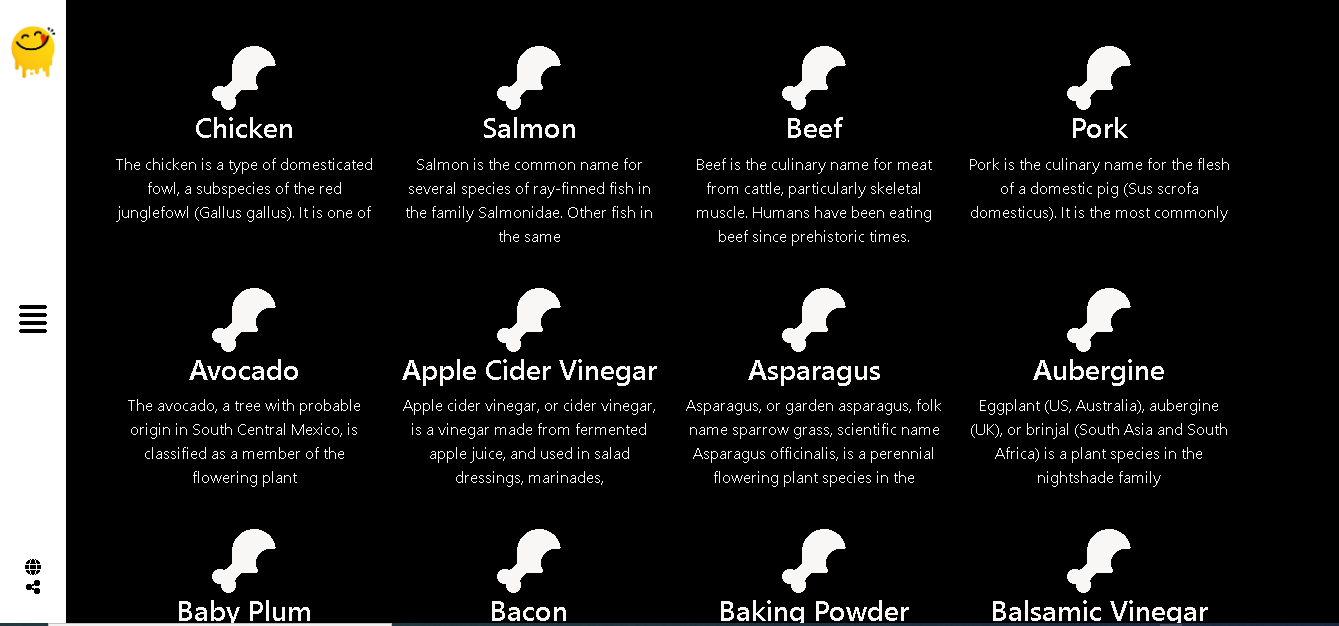 Chicken
The chicken is a type of domesticated
fowl, a subspecies of the red
junglefowl (Gallus gallus). It is one of
Salmon
Salmon is the common name for
several species of ray-finned fish in
the family Salmonidae. Other fish in
the same
Beef
Beef is the culinary name for meat
from cattle, particularly skeletal
muscle. Humans have been eating
beef since prehistoric times.
Pork
Pork is the culinary name for the flesh
of a domestic pig (Sus scrofa
domesticus). It is the most commonly
Avocado
The avocado, a tree with probable
origin in South Central Mexico, is
classified as a member of the
flowering plant
Apple Cider Vinegar
Apple cider vinegar, or cider vinegar,
is a vinegar made from fermented
apple juice, and used in salad
dressings, marinades,
Asparagus
Asparagus, or garden asparagus, folk
name sparrow grass, scientific name
Asparagus officinalis, is a perennial
flowering plant species in the
Aubergine
Eggplant (US, Australia), aubergine
(UK), or brinjal (South Asia and South
Africa) is a plant species in the
nightshade family
Baby Plum
Bacon
Baking Powder
Balsamic Vinegar